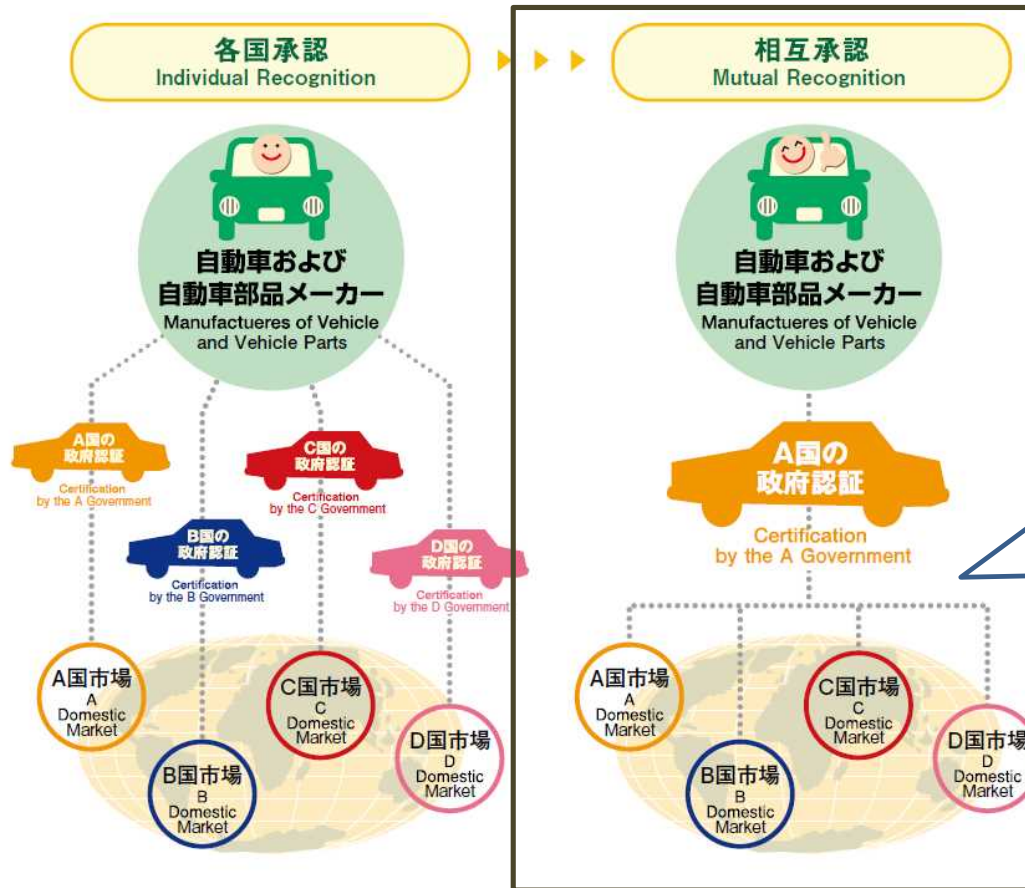 各国承認
Individual Recognition
自動車および
自動車部品メーカー
Manufactueres of Vehicle
and Vehicle Parts
A国の
政府認証
Certification
by the A Government
C国の
政府認証
Certification
by the C Government
B国の
政府認証
Certification
by the B Government
D国の
政府認証
Certification
by the D Government
A国市場
A
Domestic
Market
C国市場
C
Domestic
Market
B国市場
B
Domestic
Market
D国市場
D
Domestic
Market
相互承認
Mutual Recognition
自動車および
自動車部品メーカー
Manufactueres of Vehicle
and Vehicle Parts
A国の
政府認証
Certification
by the A Government
A国市場
A
Domestic
Market
C国市場
C
Domestic
Market
B国市場
B
Domestic
Market
D国市場
D
Domestic
Market